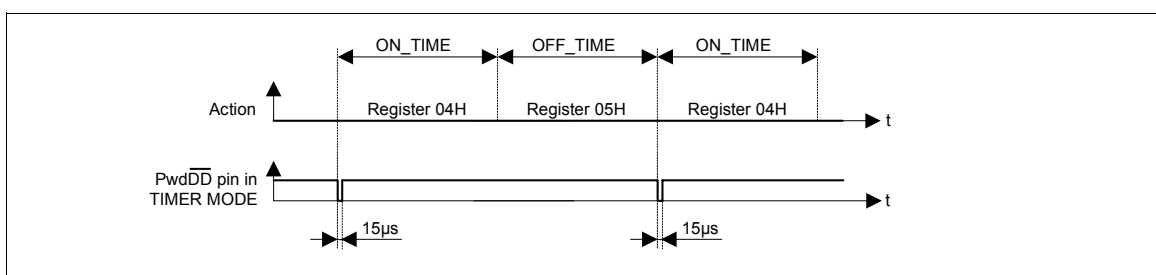 ON_TIME OFF_TIME ON_TIME
Action Register 04H Register 05H Register 04H t
PwdDD pin in
TIMER MODE t
15µs 15µs